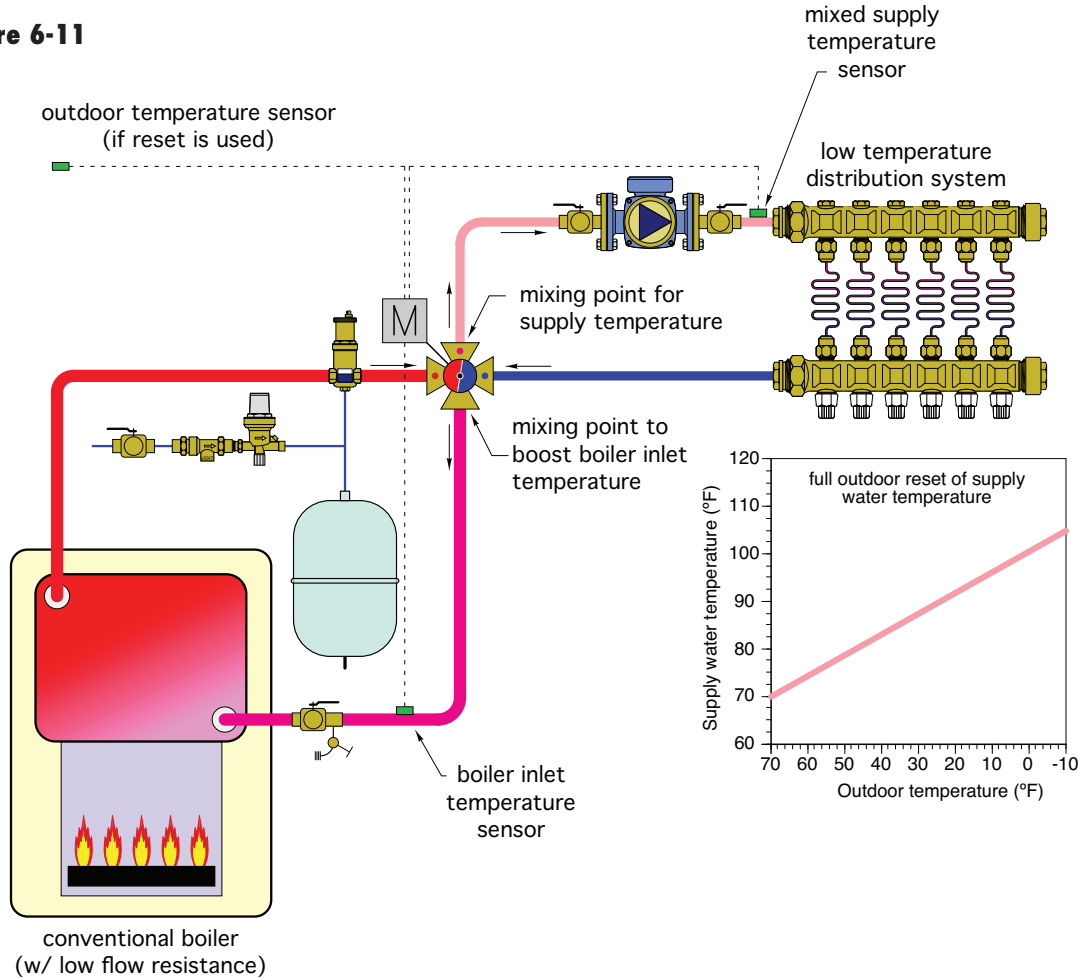 re 6-11
mixed supply
temperature
sensor
outdoor temperature sensor
(if reset is used)
low temperature
distribution system
M
mixing point for
supply temperature
mixing point to
boost boiler inlet
temperature
boiler inlet
temperature
sensor
conventional boiler
(w/ low flow resistance)
full outdoor reset of supply
water temperature
Supply water temperature (ºF)
120
110
100
90
80
70
60
70 60 50 40 30 20 10 0 -10
Outdoor temperature (ºF)